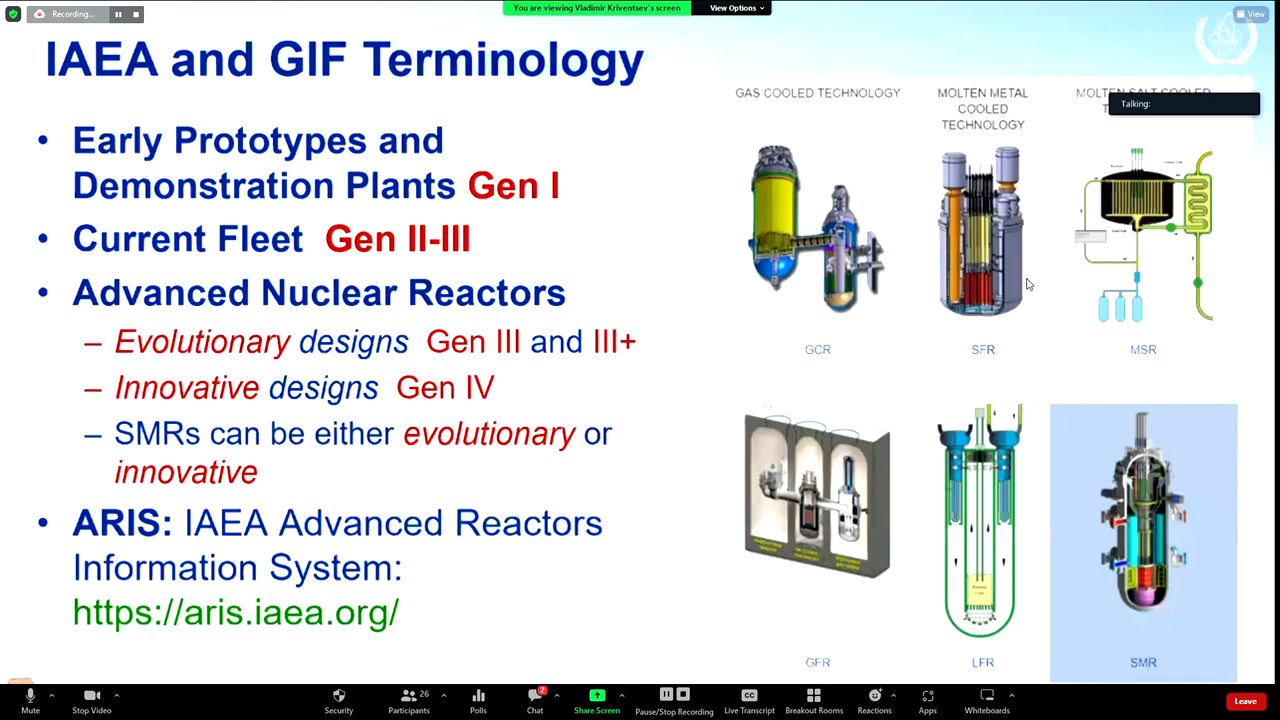 Recording...
You are viewing Vladimir Kriventsev's screen
View Options
View
IAEA and GIF Terminology
• Early Prototypes and
Demonstration Plants Gen I
• Current Fleet Gen II-III
• Advanced Nuclear Reactors
– Evolutionary designs Gen III and III+
– Innovative designs Gen IV
– SMRs can be either evolutionary or
innovative
• ARIS: IAEA Advanced Reactors
Information System:
https://aris.iaea.org/
GAS COOLED TECHNOLOGY
MOLTEN METAL
COOLED
TECHNOLOGY
MOLTEN SALT COOLED
Talking:
GCR
SFR
MSR
GFR
LFR
SMR
Mute
Stop Video
Security
26
Participants
Polls
2
Chat
Share Screen
Pause/Stop Recording
CC
Live Transcript
Breakout Rooms
Reactions
Apps
Whiteboards
Leave